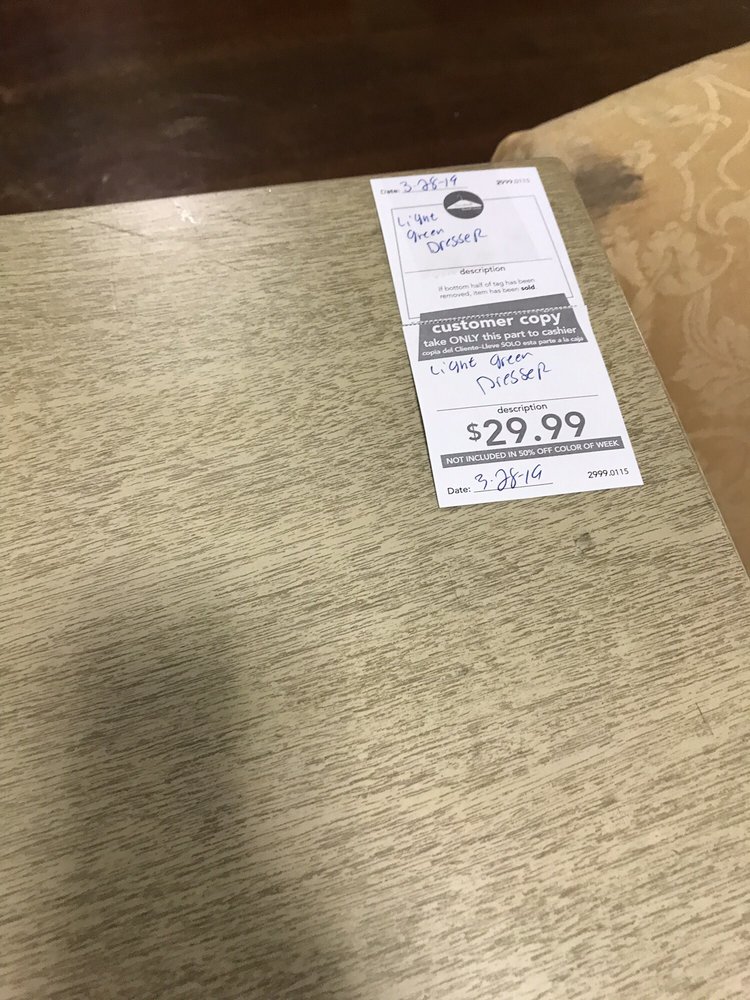 Date: 3-28-19 2999.0115
Light
green
DresseR
description
if bottom half of tag has been
removed, item has been sold
customer copy
take ONLY this part to cashier
copia del Cliente-Lleve SOLO esta parte a la caja
Light green
DresseR
description
$29.99
NOT INCLUDED IN 50% OFF COLOR OF WEEK
Date: 3-28-19 2999.0115